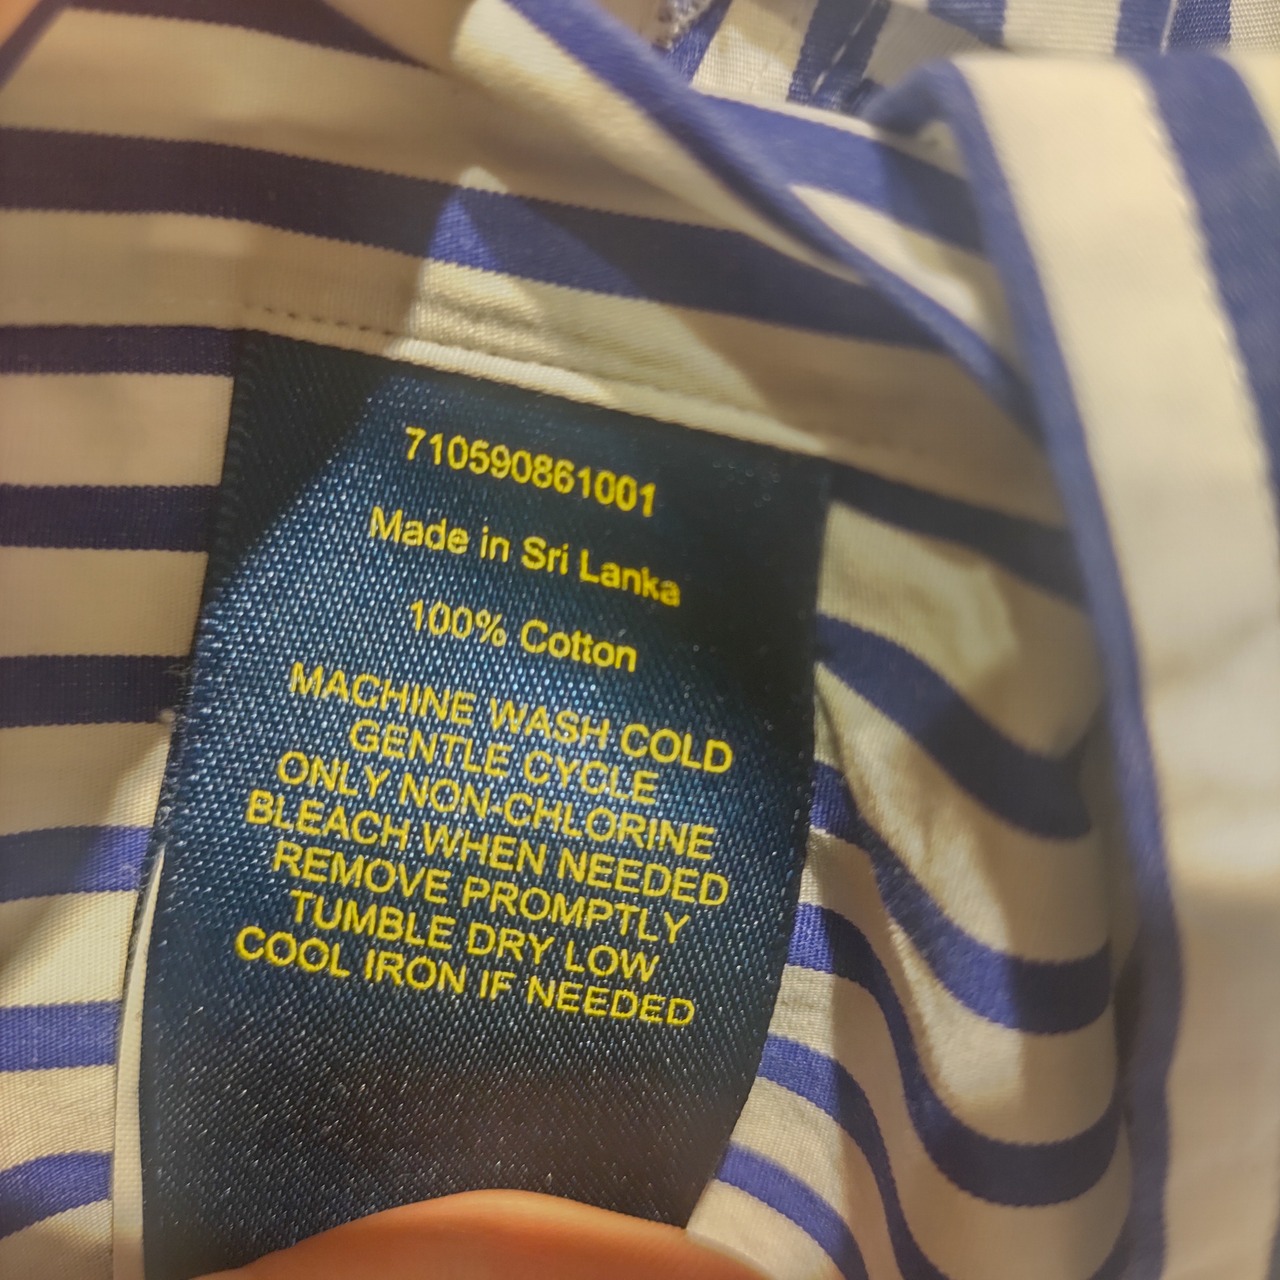 710590861001
Made in Sri Lanka
100% Cotton
MACHINE WASH COLD
GENTLE CYCLE
ONLY NON-CHLORINE
BLEACH WHEN NEEDED
REMOVE PROMPTLY
TUMBLE DRY LOW
COOL IRON IF NEEDED